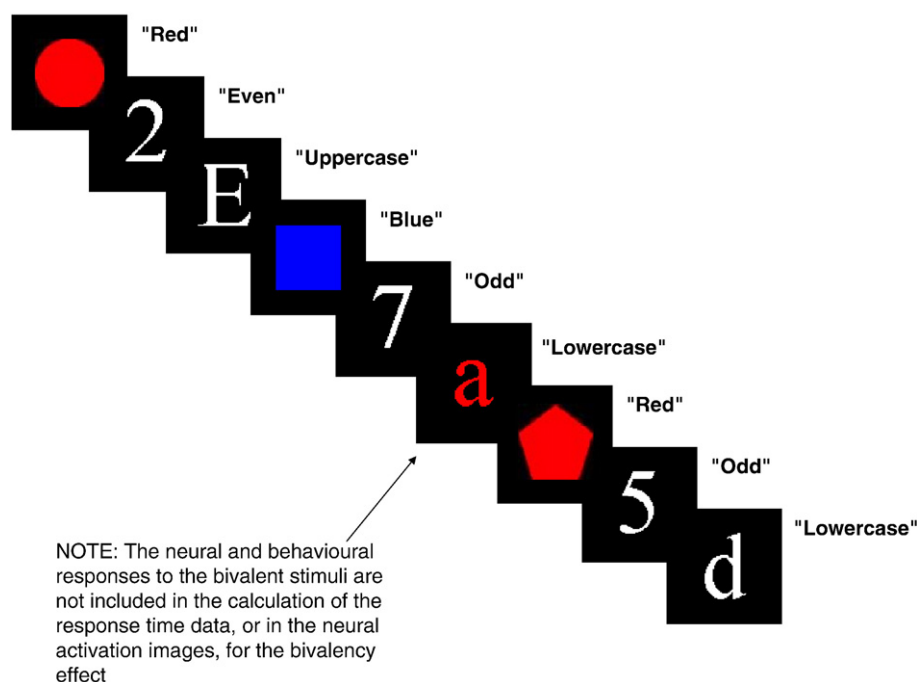 "Red"
2
"Even"
E
"Uppercase"
"Blue"
7
"Odd"
a
"Lowercase"
"Red"
5
"Odd"
d
"Lowercase"
NOTE: The neural and behavioural
responses to the bivalent stimuli are
not included in the calculation of the
response time data, or in the neural
activation images, for the bivalency
effect